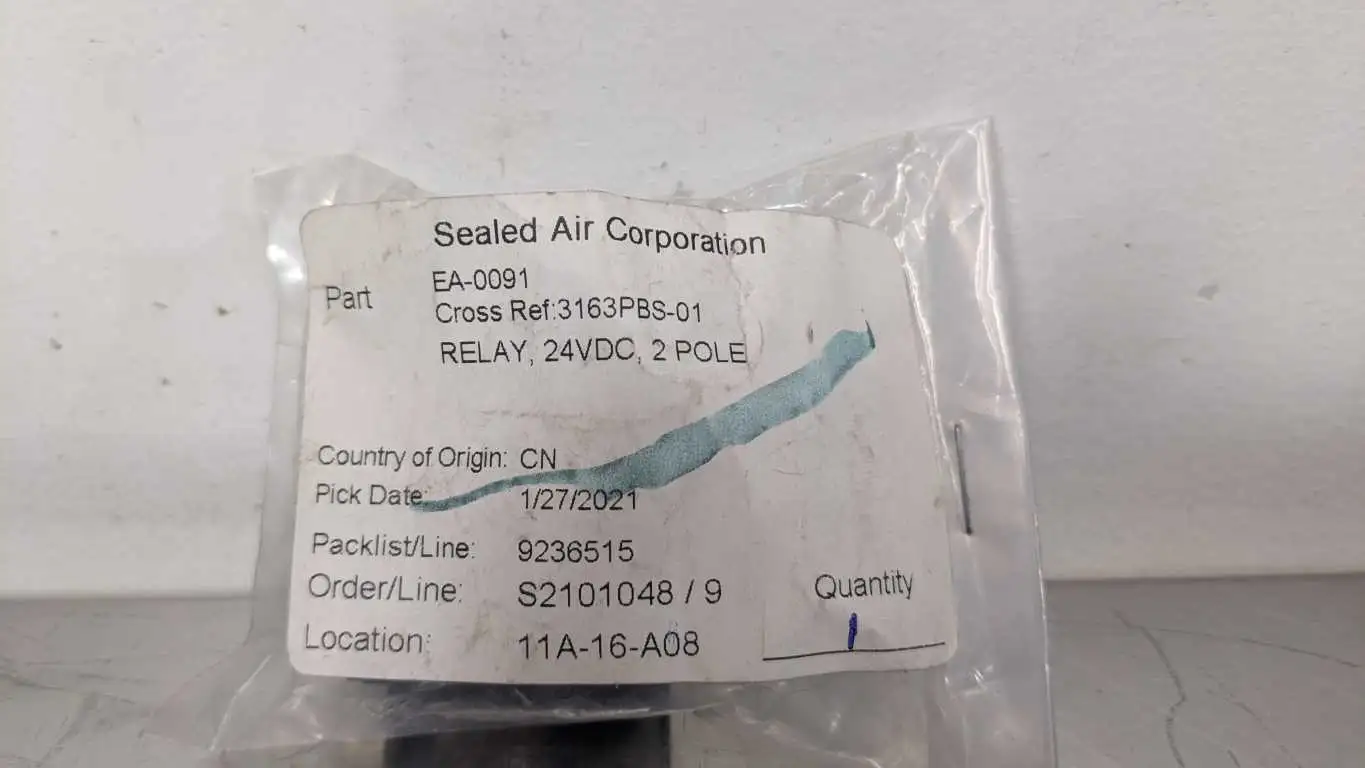 Sealed Air Corporation
Part EA-0091
Cross Ref:3163PBS-01
RELAY, 24VDC, 2 POLE
Country of Origin: CN
Pick Date: 1/27/2021
Packlist/Line: 9236515
Order/Line: S2101048 / 9
Quantity
Location: 11A-16-A08
1